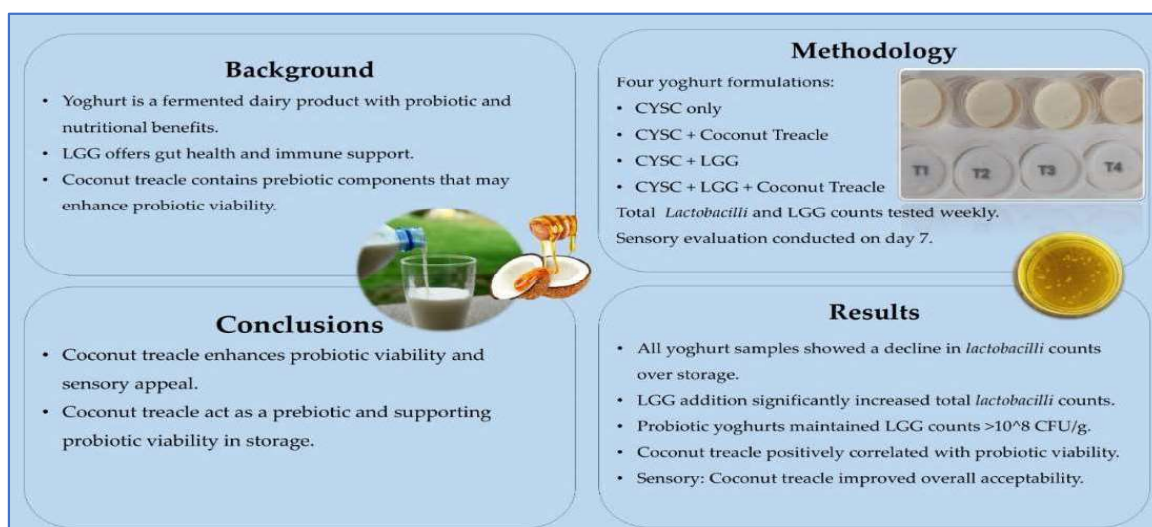 Background
• Yoghurt is a fermented dairy product with probiotic and
nutritional benefits.
• LGG offers gut health and immune support.
• Coconut treacle contains prebiotic components that may
enhance probiotic viability.
Methodology
Four yoghurt formulations:
• CYSC only
• CYSC + Coconut Treacle
• CYSC + LGG
• CYSC + LGG + Coconut Treacle
Total Lactobacilli and LGG counts tested weekly.
Sensory evaluation conducted on day 7.
T1 T2 T3 T4
Conclusions
• Coconut treacle enhances probiotic viability and
sensory appeal.
• Coconut treacle act as a prebiotic and supporting
probiotic viability in storage.
Results
• All yoghurt samples showed a decline in lactobacilli counts
over storage.
• LGG addition significantly increased total lactobacilli counts.
• Probiotic yoghurts maintained LGG counts >10^8 CFU/g.
• Coconut treacle positively correlated with probiotic viability.
• Sensory: Coconut treacle improved overall acceptability.